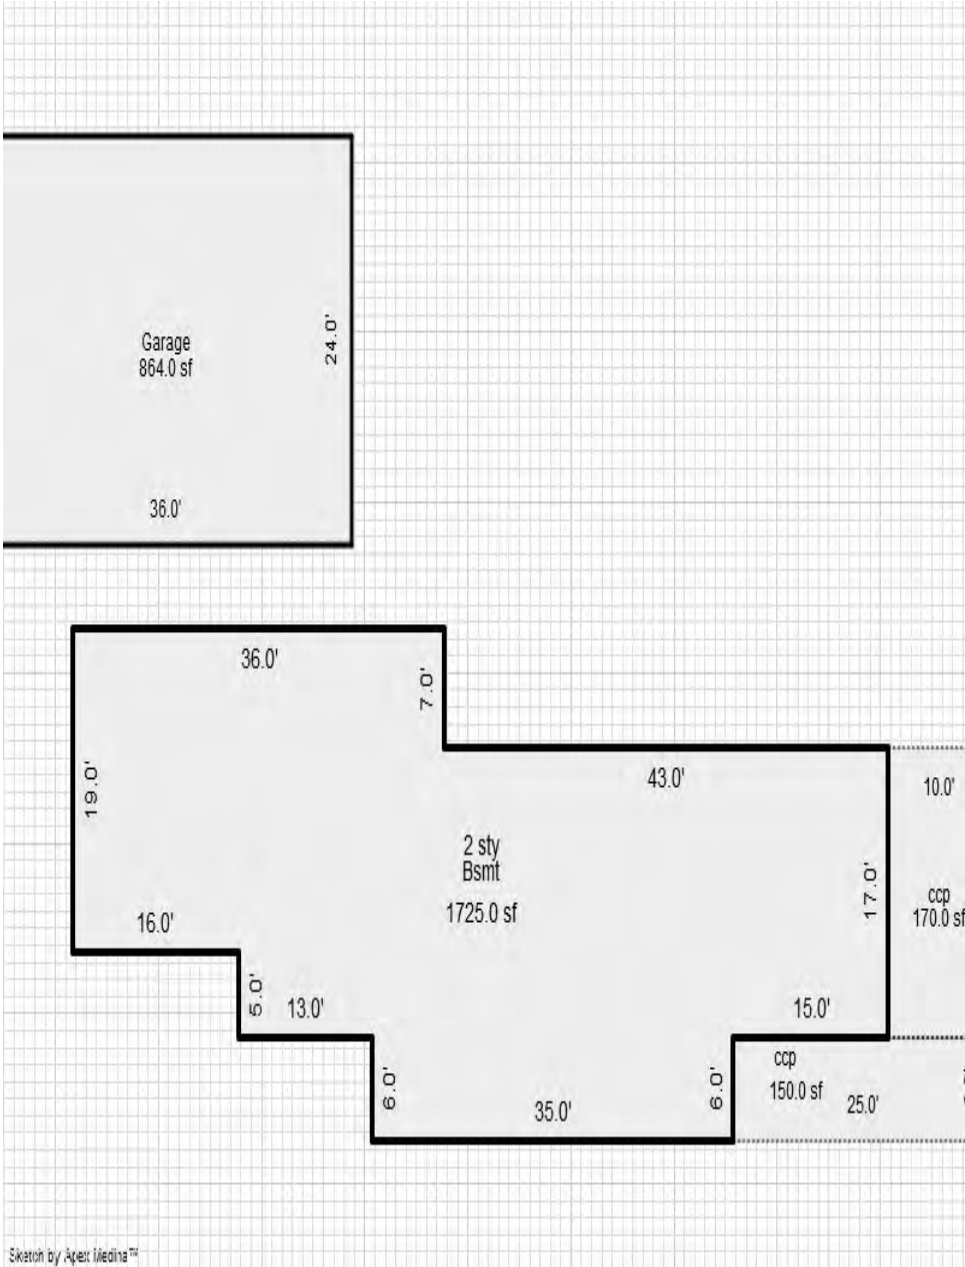 24.0'
Garage
864.0 sf
36.0'
36.0'
7.0'
43.0'
10.0'
19.0'
2 sty
Bsmt
1725.0 sf
17.0'
ccp
170.0 sf
16.0'
5.0'
13.0'
15.0'
ccp
150.0 sf
25.0'
6.0'
6.0'
35.0'
Sketch by Apex Medina™